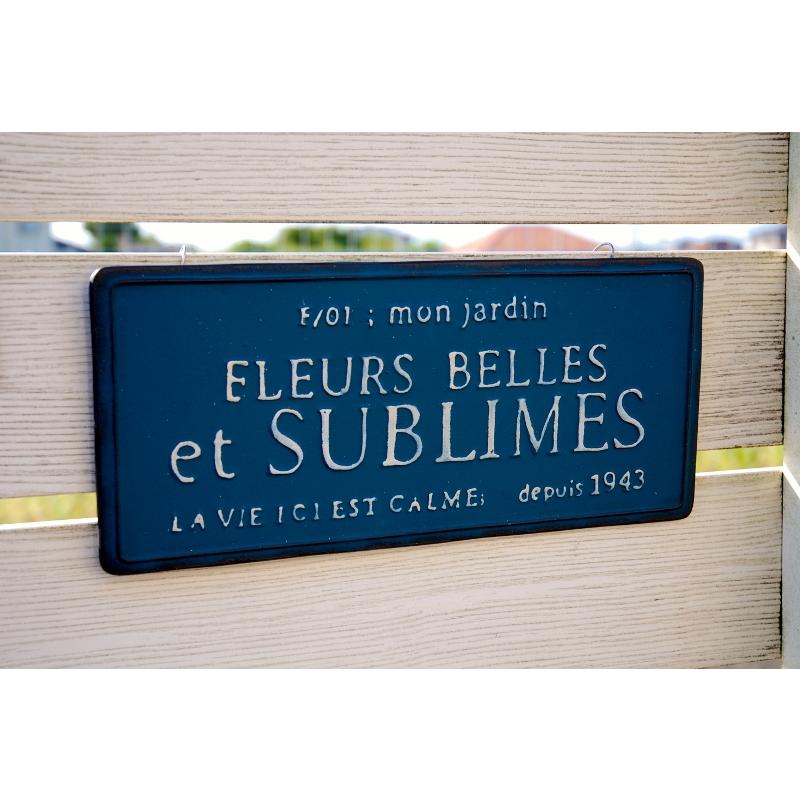 F/01 ; mon jardin
FLEURS BELLES
et SUBLIMES
LA VIE ICI EST CALME; depuis 1943